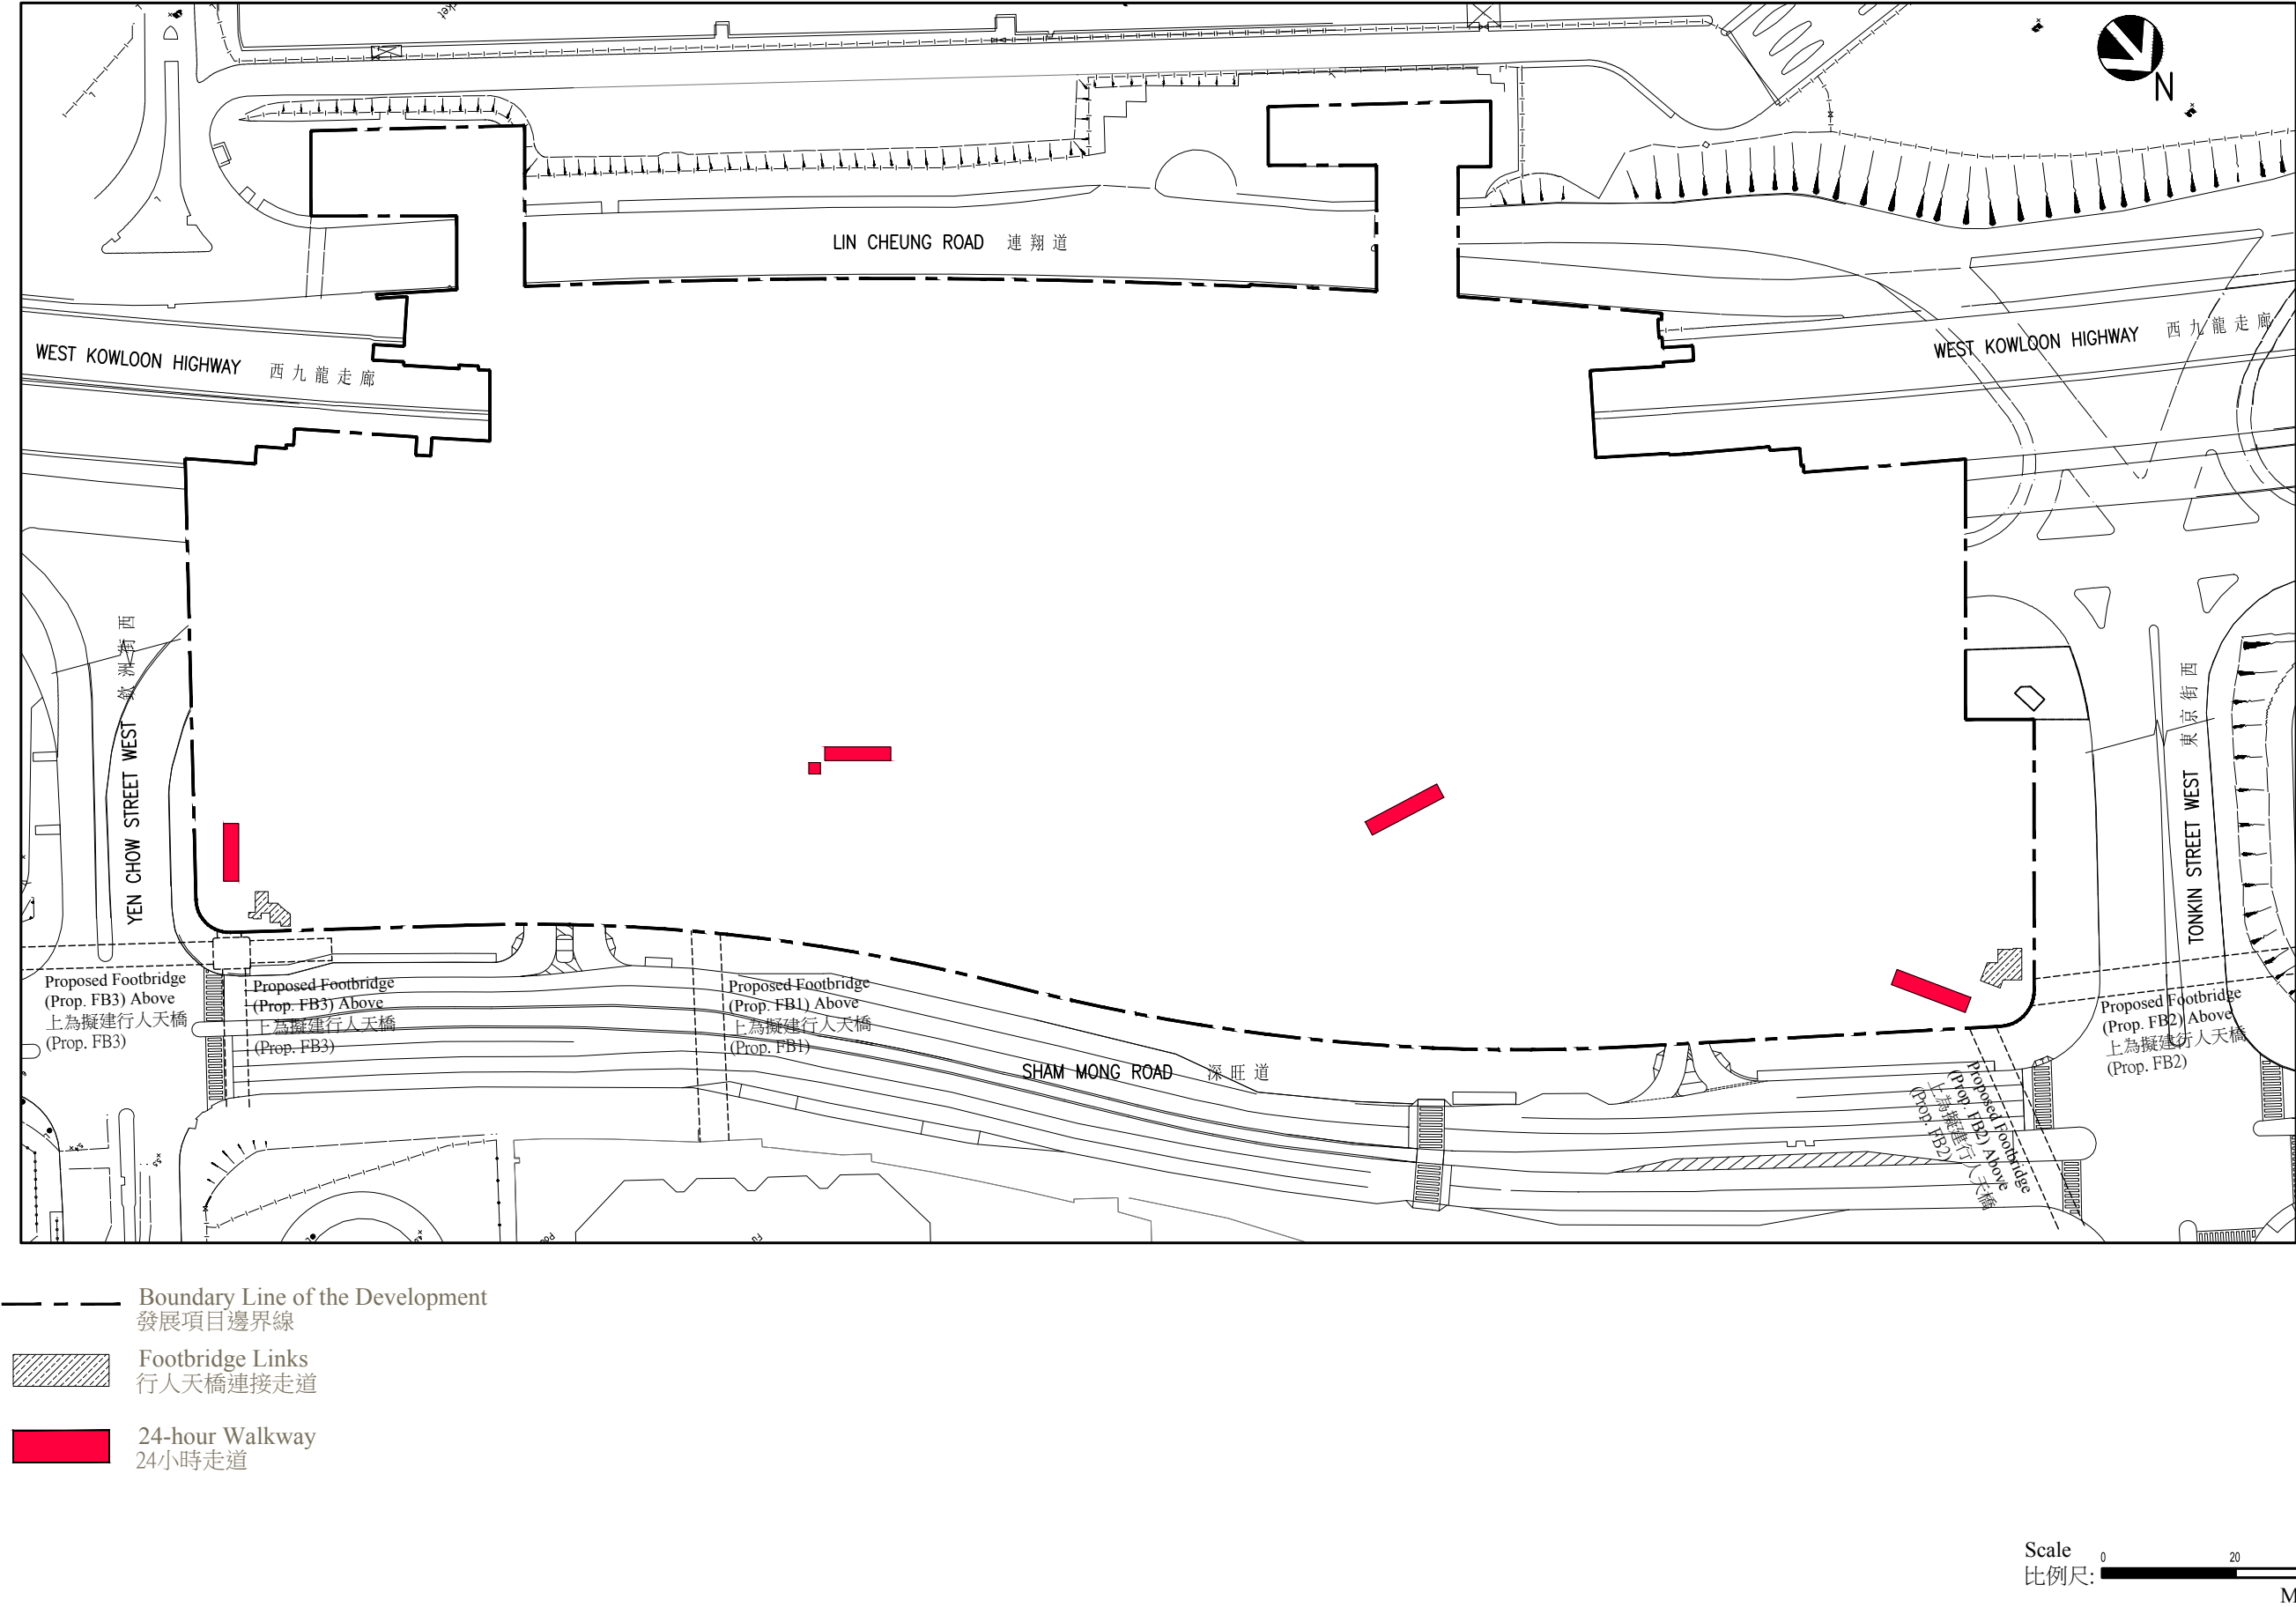 N
LIN CHEUNG ROAD 連翔道
WEST KOWLOON HIGHWAY 西九龍走廊
WEST KOWLOON HIGHWAY 西九龍走廊
YEN CHOW STREET WEST 欽洲街西
TONKIN STREET WEST 東京街西
Proposed Footbridge
(Prop. FB3) Above
上為擬建行人天橋
(Prop. FB3)
Proposed Footbridge
(Prop. FB3) Above
上為擬建行人天橋
(Prop. FB3)
Proposed Footbridge
(Prop. FB1) Above
上為擬建行人天橋
(Prop. FB1)
SHAM MONG ROAD 深旺道
Proposed Footbridge
(Prop. FB2) Above
上為擬建行人天橋
(Prop. FB2)
Proposed Footbridge
(Prop. FB2) Above
上為擬建行人天橋
(Prop. FB2)
Boundary Line of the Development
發展項目邊界線
Footbridge Links
行人天橋連接走道
24-hour Walkway
24小時走道
Scale
比例尺:
0 20
M